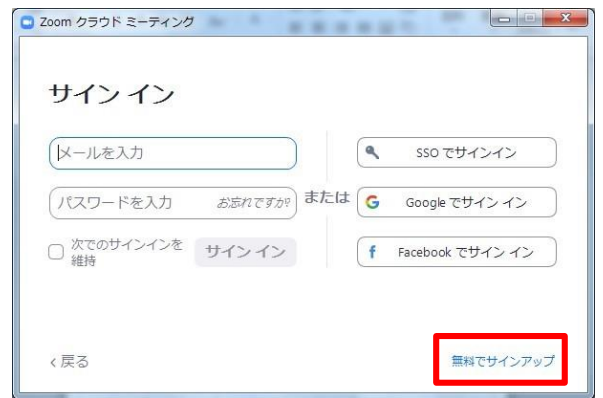 Zoom クラウド ミーティング
サイン イン
メールを入力
パスワードを入力 お忘れですか?
次でのサインインを
維持
サイン イン
または
SSO でサインイン
Google でサイン イン
Facebook でサイン イン
< 戻る
無料でサインアップ